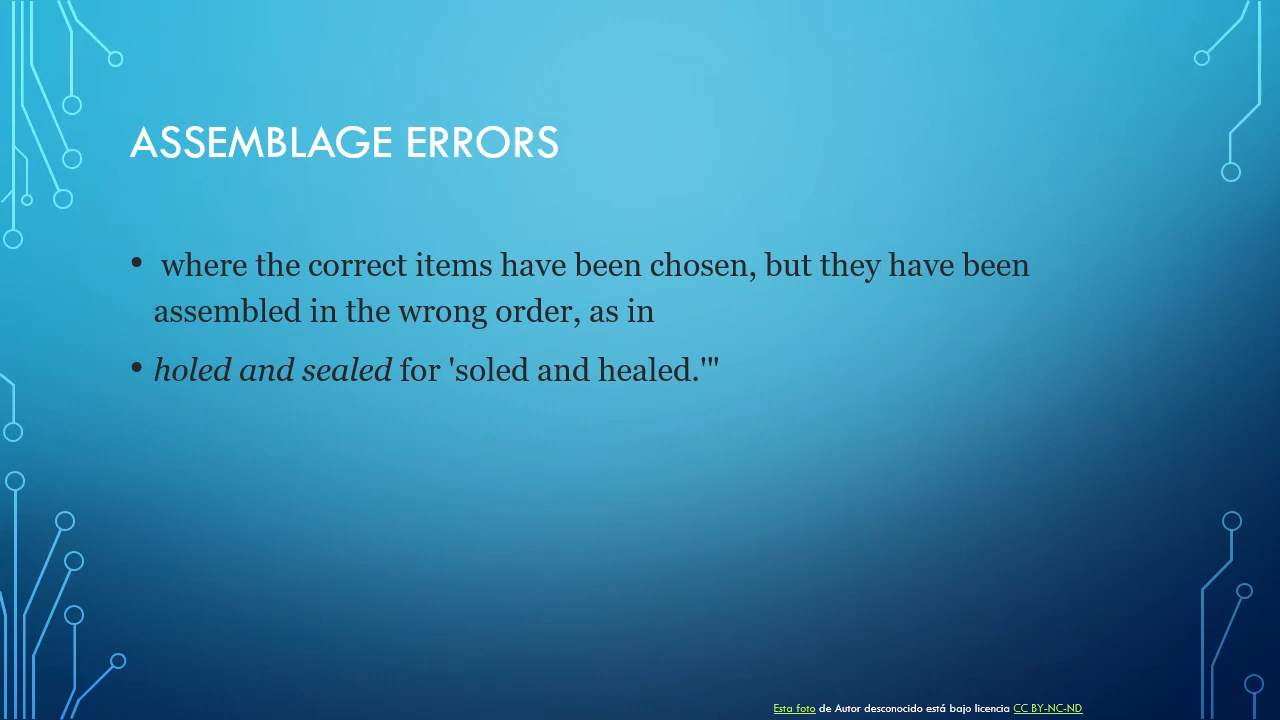 ASSEMBLAGE ERRORS
• where the correct items have been chosen, but they have been
assembled in the wrong order, as in
• holed and sealed for 'soled and healed.'"
Esta foto de Autor desconocido está bajo licencia CC BY-NC-ND